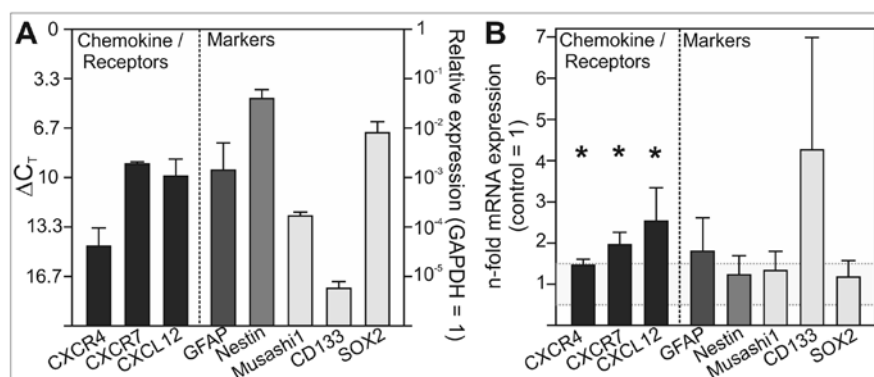 A
Chemokine /
Receptors
Markers
0
3.3
6.7
10
13.3
16.7
ΔCT
1
10-1
10-2
10-3
10-4
10-5
Relative expression
(GAPDH = 1)
CXCR4
CXCR7
CXCL12
GFAP
Nestin
Musashi1
CD133
SOX2
B
Chemokine /
Receptors
Markers
7
6
5
4
3
2
1
n-fold mRNA expression
(control = 1)
*
*
*
CXCR4
CXCR7
CXCL12
GFAP
Nestin
Musashi1
CD133
SOX2